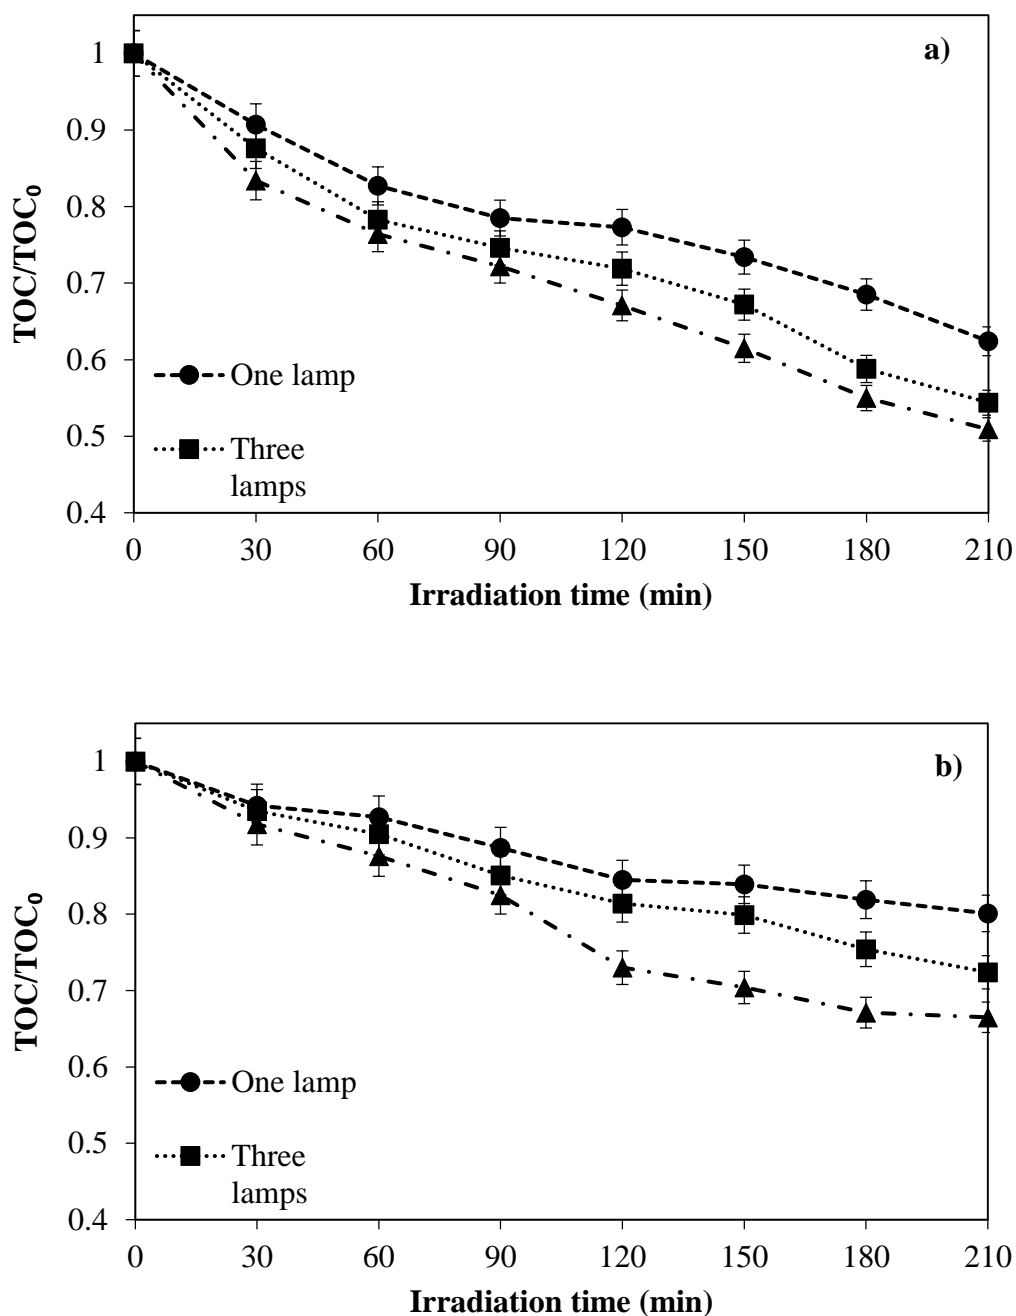 a)
1
0.9
0.8
0.7
0.6
0.5
0.4
TOC/TOC₀
One lamp
Three
lamps
0 30 60 90 120 150 180 210
Irradiation time (min)
b)
1
0.9
0.8
0.7
0.6
0.5
0.4
TOC/TOC₀
One lamp
Three
lamps
0 30 60 90 120 150 180 210
Irradiation time (min)